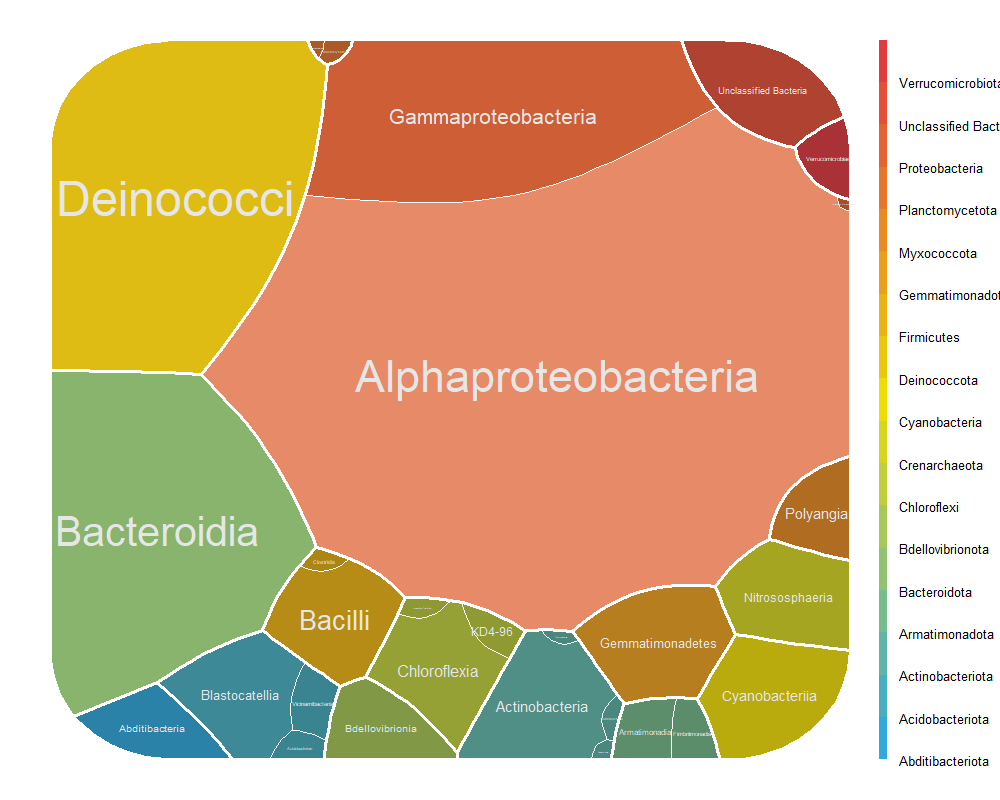 Gammaproteobacteria
Unclassified Bacteria
Verrucomicrobiae
Deinococci
Alphaproteobacteria
Polyangia
Bacteroidia
Clostridia
Bacilli
Nitrososphaeria
KD4-96
Gemmatimonadetes
Chloroflexia
Blastocatellia
Vicinamibacteria
Actinobacteria
Cyanobacteriia
Abditibacteria
Bdellovibrionia
Armatimonadia
Fimbriimonadia
Verrucomicrobiota
Unclassified Bact
Proteobacteria
Planctomycetota
Myxococcota
Gemmatimonadot
Firmicutes
Deinococcota
Cyanobacteria
Crenarchaeota
Chloroflexi
Bdellovibrionota
Bacteroidota
Armatimonadota
Actinobacteriota
Acidobacteriota
Abditibacteriota